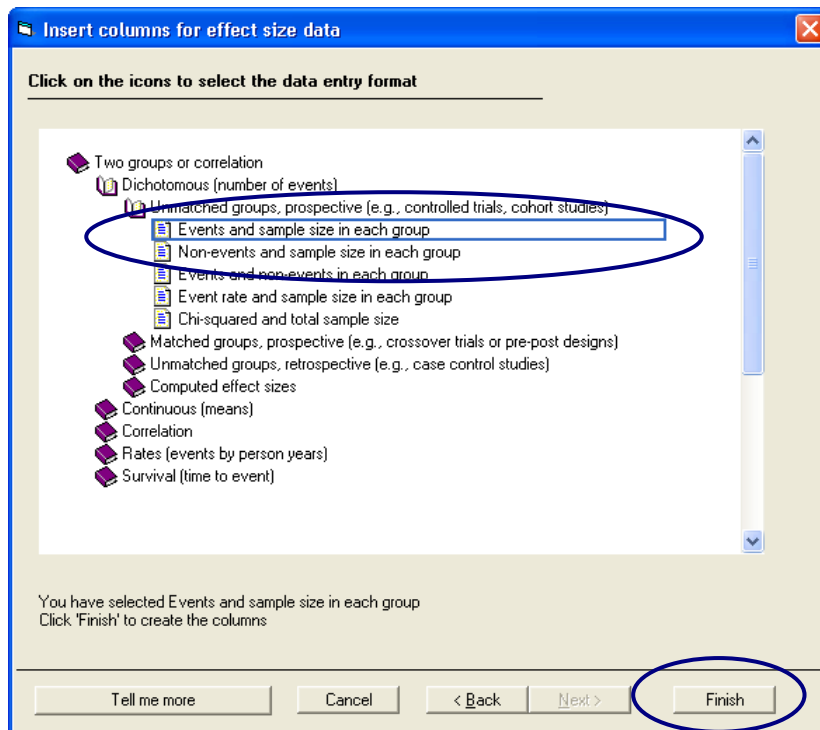 Insert columns for effect size data
Click on the icons to select the data entry format
Two groups or correlation
Dichotomous (number of events)
Unmatched groups, prospective (e.g., controlled trials, cohort studies)
Events and sample size in each group
Non-events and sample size in each group
Events and non-events in each group
Event rate and sample size in each group
Chi-squared and total sample size
Matched groups, prospective (e.g., crossover trials or pre-post designs)
Unmatched groups, retrospective (e.g., case control studies)
Computed effect sizes
Continuous (means)
Correlation
Rates (events by person years)
Survival (time to event)
You have selected Events and sample size in each group
Click 'Finish' to create the columns
Tell me more Cancel < Back Next > Finish